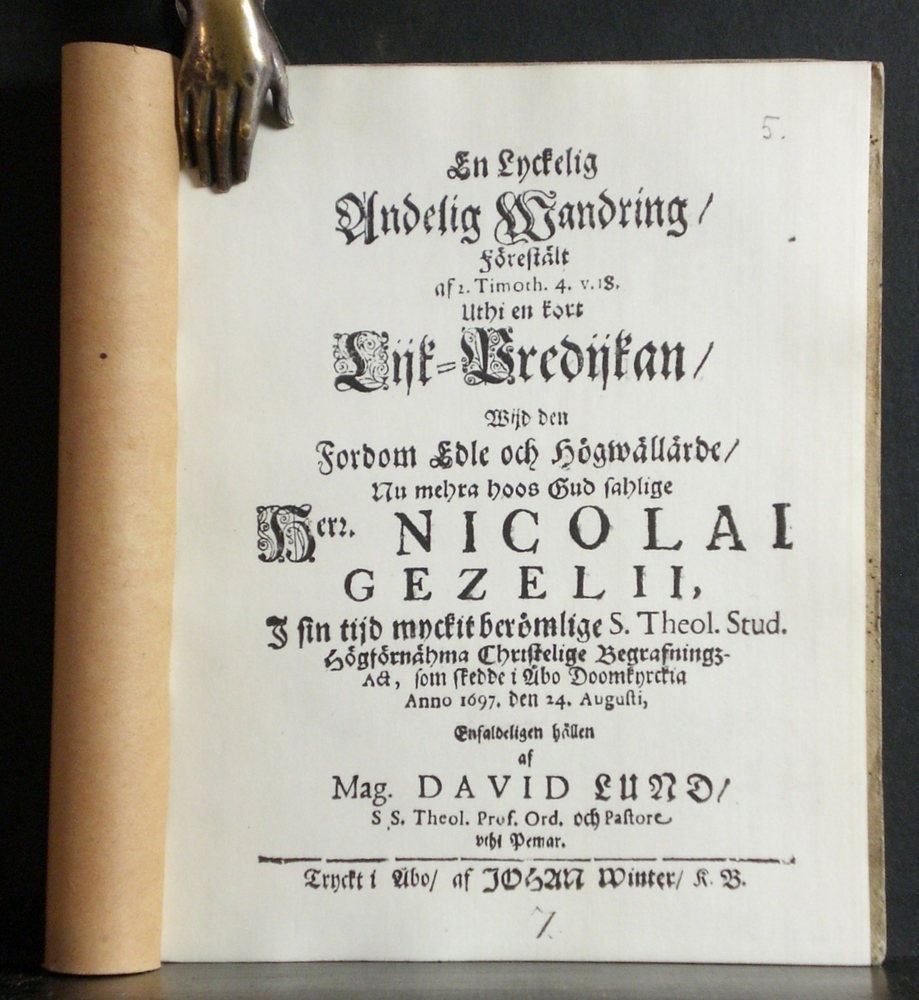 5.
En Lyckelig
Andelig Wandring/
Förestält
af 2. Timoth. 4. v. 18.
Uthi en kort
Lijk=Predijkan/
Wijd den
Fordom Edle och Högwällärde/
Nu mehra hoos Gud sahlige
Herr. NICOLAI
GEZELII,
I sin tijd myckit berömlige S. Theol. Stud.
Högförnähma Christelige Begrafnings-
Act, som skedde i Åbo Doomkyrckia
Anno 1697. den 24. Augusti,
Enfaldeligen hållen
af
Mag. DAVID LUND/
S S. Theol. Prof. Ord. och Pastore
vthi Pemar.
Tryckt i Åbo/ af JOHAN Winter/ K. B.
7